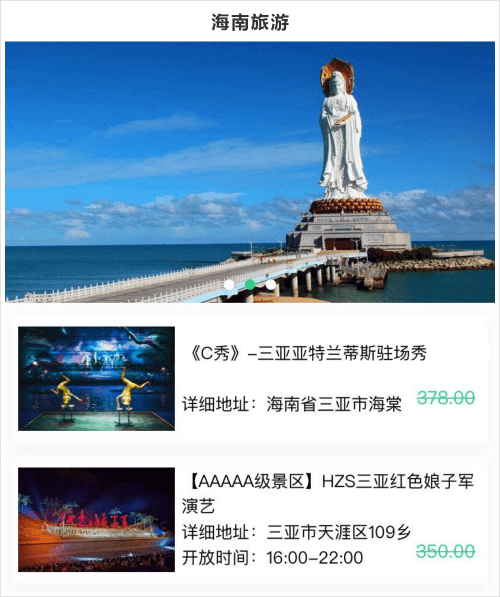 海南旅游
《C秀》–三亚亚特兰蒂斯驻场秀
详细地址：海南省三亚市海棠
378.00
【AAAAA级景区】HZS三亚红色娘子军
演艺
详细地址：三亚市天涯区109乡
开放时间：16:00–22:00
350.00